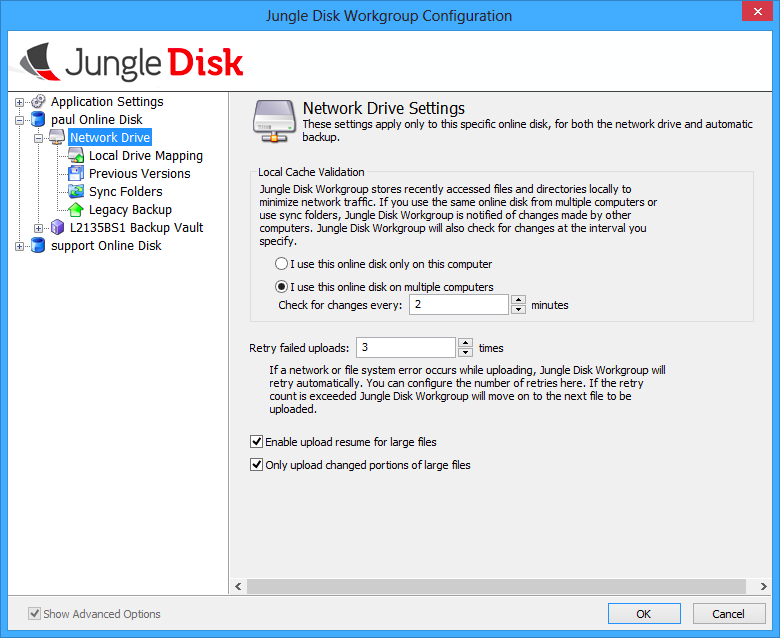 Jungle Disk Workgroup Configuration
Jungle Disk
Application Settings
paul Online Disk
Network Drive
Local Drive Mapping
Previous Versions
Sync Folders
Legacy Backup
L2135BS1 Backup Vault
support Online Disk
Network Drive Settings
These settings apply only to this specific online disk, for both the network drive and automatic
backup.
Local Cache Validation
Jungle Disk Workgroup stores recently accessed files and directories locally to
minimize network traffic. If you use the same online disk from multiple computers or
use sync folders, Jungle Disk Workgroup is notified of changes made by other
computers. Jungle Disk Workgroup will also check for changes at the interval you
specify.
I use this online disk only on this computer
I use this online disk on multiple computers
Check for changes every: 2 minutes
Retry failed uploads: 3 times
If a network or file system error occurs while uploading, Jungle Disk Workgroup will
retry automatically. You can configure the number of retries here. If the retry
count is exceeded Jungle Disk Workgroup will move on to the next file to be
uploaded.
Enable upload resume for large files
Only upload changed portions of large files
Show Advanced Options
OK
Cancel